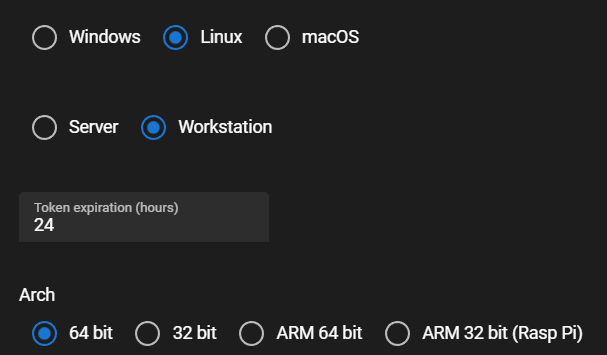 Windows Linux macOS
Server Workstation
Token expiration (hours)
24
Arch
64 bit 32 bit ARM 64 bit ARM 32 bit (Rasp Pi)